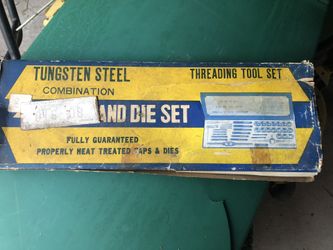 TUNGSTEN STEEL
THREADING TOOL SET
COMBINATION
AND DIE SET
FULLY GUARANTEED
PROPERLY HEAT TREATED TAPS & DIES